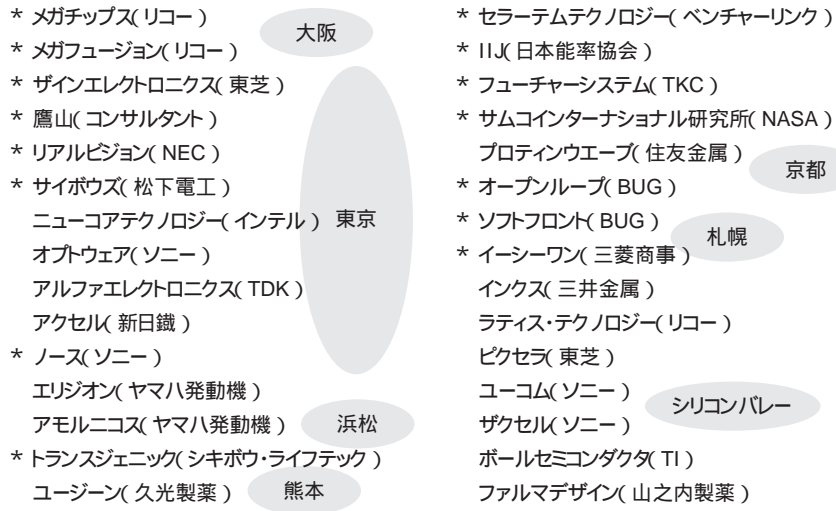 * メガチップス(リコー)
大阪
* メガフュージョン(リコー)
* ザインエレクトロニクス(東芝)
* 鷹山(コンサルタント)
* リアルビジョン(NEC)
* サイボウズ(松下電工)
ニューコアテクノロジー(インテル)
東京
オプトウェア(ソニー)
アルファエレクトロニクス(TDK)
アクセル(新日鐵)
* ノース(ソニー)
エリジオン(ヤマハ発動機)
アモルニコス(ヤマハ発動機)
浜松
* トランスジェニック(シキボウ・ライフテック)
ユージーン(久光製薬)
熊本
* セラーテムテクノロジー(ベンチャーリンク)
* IIJ(日本能率協会)
* フューチャーシステム(TKC)
* サムコインターナショナル研究所(NASA)
プロティンウエーブ(住友金属)
京都
* オープンループ(BUG)
* ソフトフロント(BUG)
札幌
* イーシーワン(三菱商事)
インクス(三井金属)
ラティス・テクノロジー(リコー)
ピクセラ(東芝)
ユーコム(ソニー)
シリコンバレー
ザクセル(ソニー)
ボールセミコンダクタ(TI)
ファルマデザイン(山之内製薬)